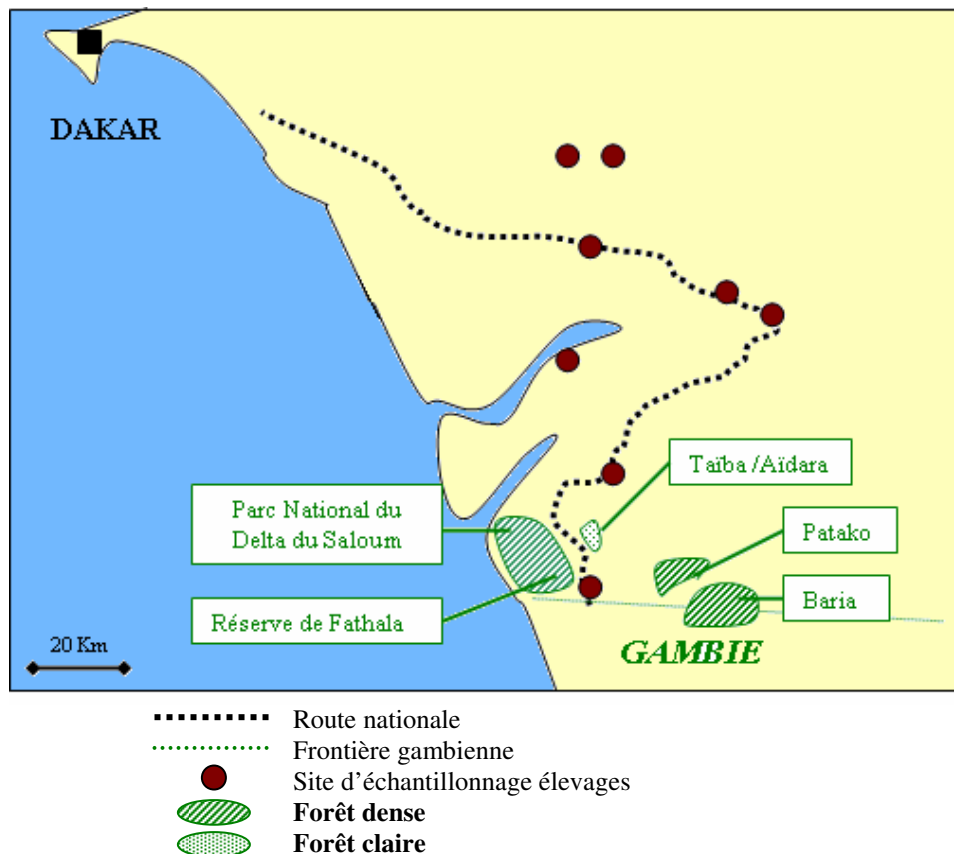 DAKAR
Taïba /Aïdara
Parc National du
Delta du Saloum
Patako
Réserve de Fathala
Baria
20 Km
GAMBIE
Route nationale
Frontière gambienne
Site d'échantillonnage élevages
Forêt dense
Forêt claire